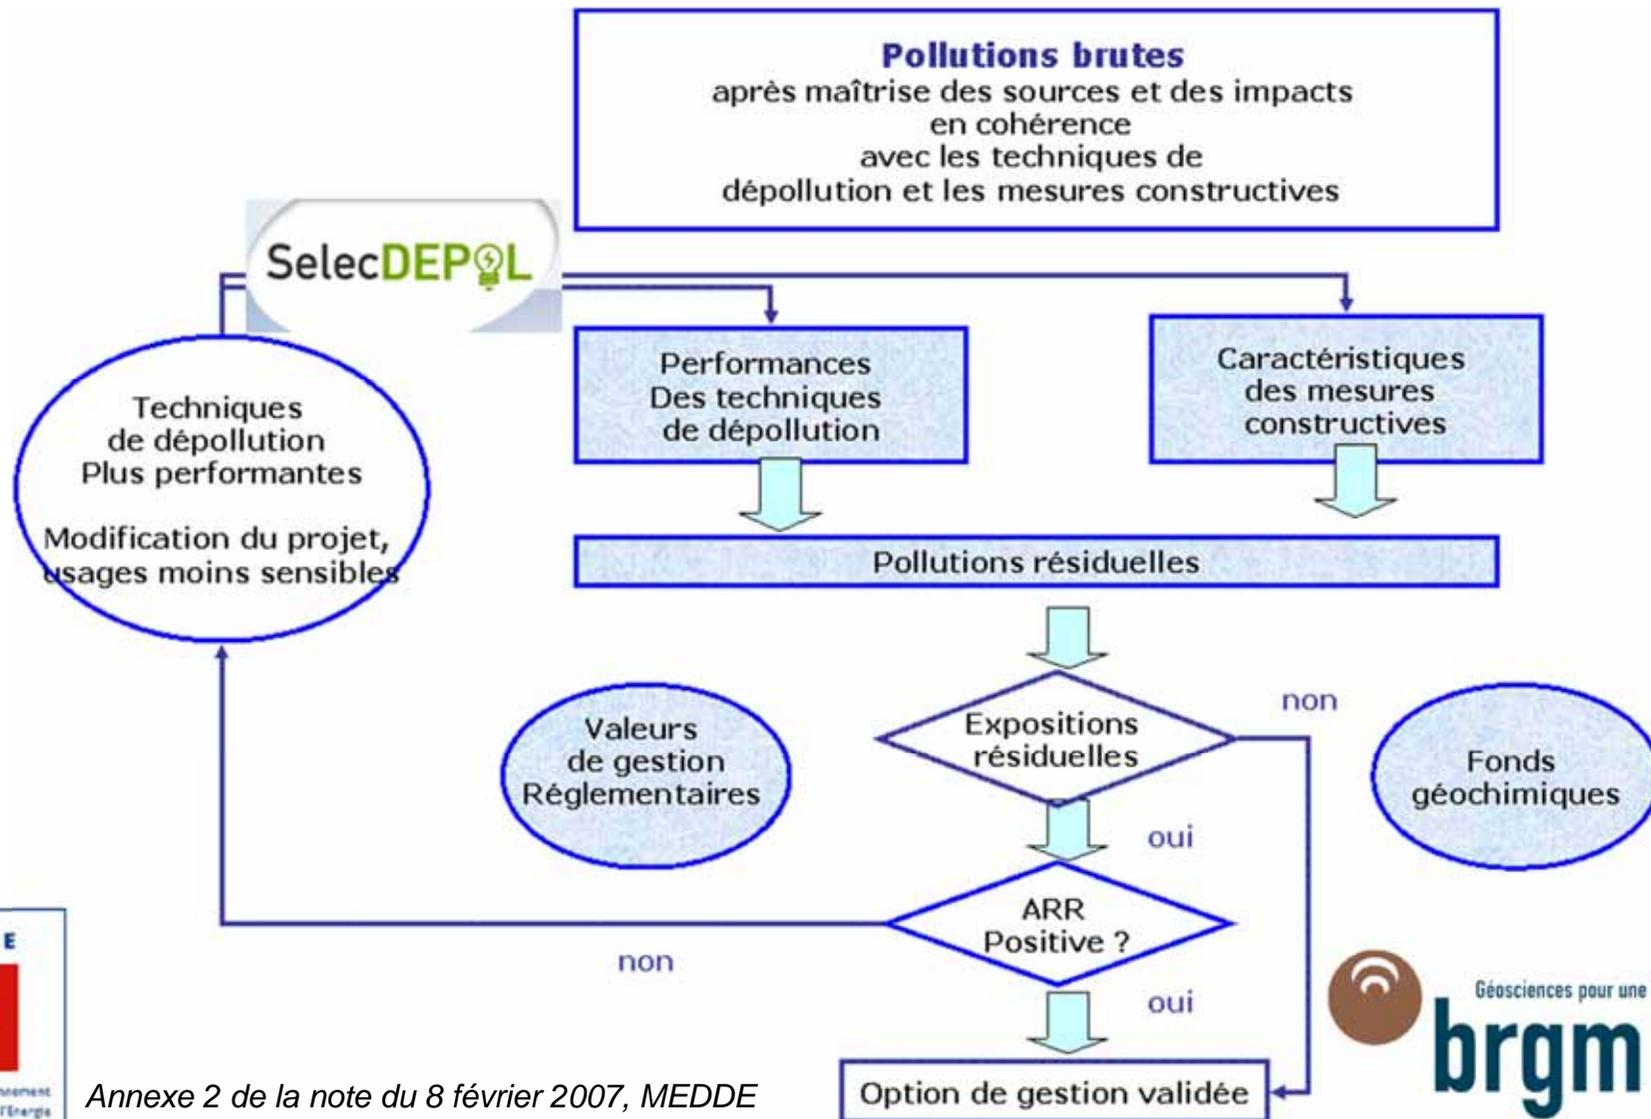 Pollutions brutes
après maîtrise des sources et des impacts
en cohérence
avec les techniques de
dépollution et les mesures constructives
SelecDEPOL
Performances
Des techniques
de dépollution
Caractéristiques
des mesures
constructives
Techniques
de dépollution
Plus performantes
Modification du projet,
usages moins sensibles
Pollutions résiduelles
Expositions
résiduelles
non
Valeurs
de gestion
Réglementaires
Fonds
géochimiques
oui
ARR
Positive ?
non
oui
Option de gestion validée
E
nnement
l'Energie
Annexe 2 de la note du 8 février 2007, MEDDE
Géosciences pour une
brgm